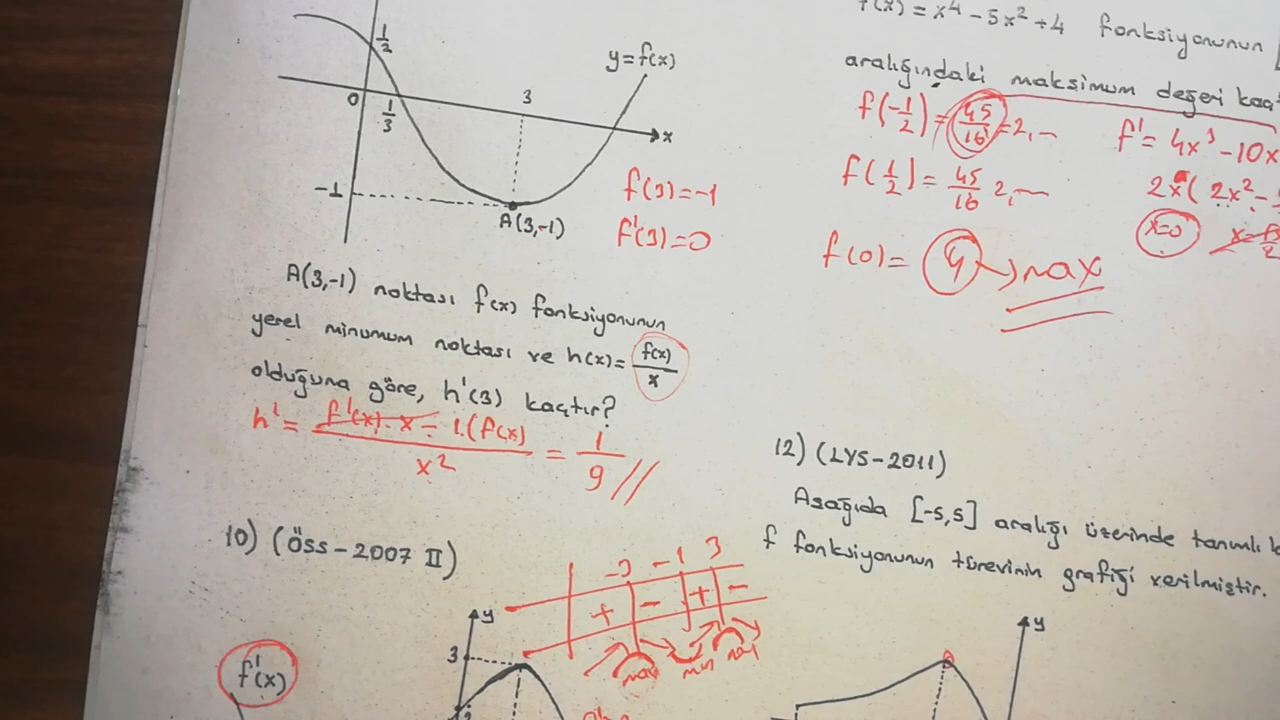 1/2
y=f(x)
0
1/3
3
x
-1
A(3,-1)
f(3)=-1
f'(3)=0
A(3,-1) noktası f(x) fonksiyonunun
yerel minumum noktası ve h(x)= f(x)/x
olduğuna göre, h'(3) kaçtır?
h' = f'(x).x - 1.(f(x) / x² = 1/9 //
10) (ÖSS-2007 II)
-3 -1 3
+ - + -
max min max
f'(x)
y
3
f(x) = x⁴ - 5x² + 4 fonksiyonunun
aralığındaki maksimum değeri kaç
f(-1/2) = 45/16 = 2,
f(1/2) = 45/16 2,
f(0) = 4 → max
f' = 4x³ - 10x
2x(2x² -
x=0
12) (LYS-2011)
Aşağıda [-5,5] aralığı üzerinde tanımlı
f fonksiyonunun türevinin grafiği verilmiştir.
y